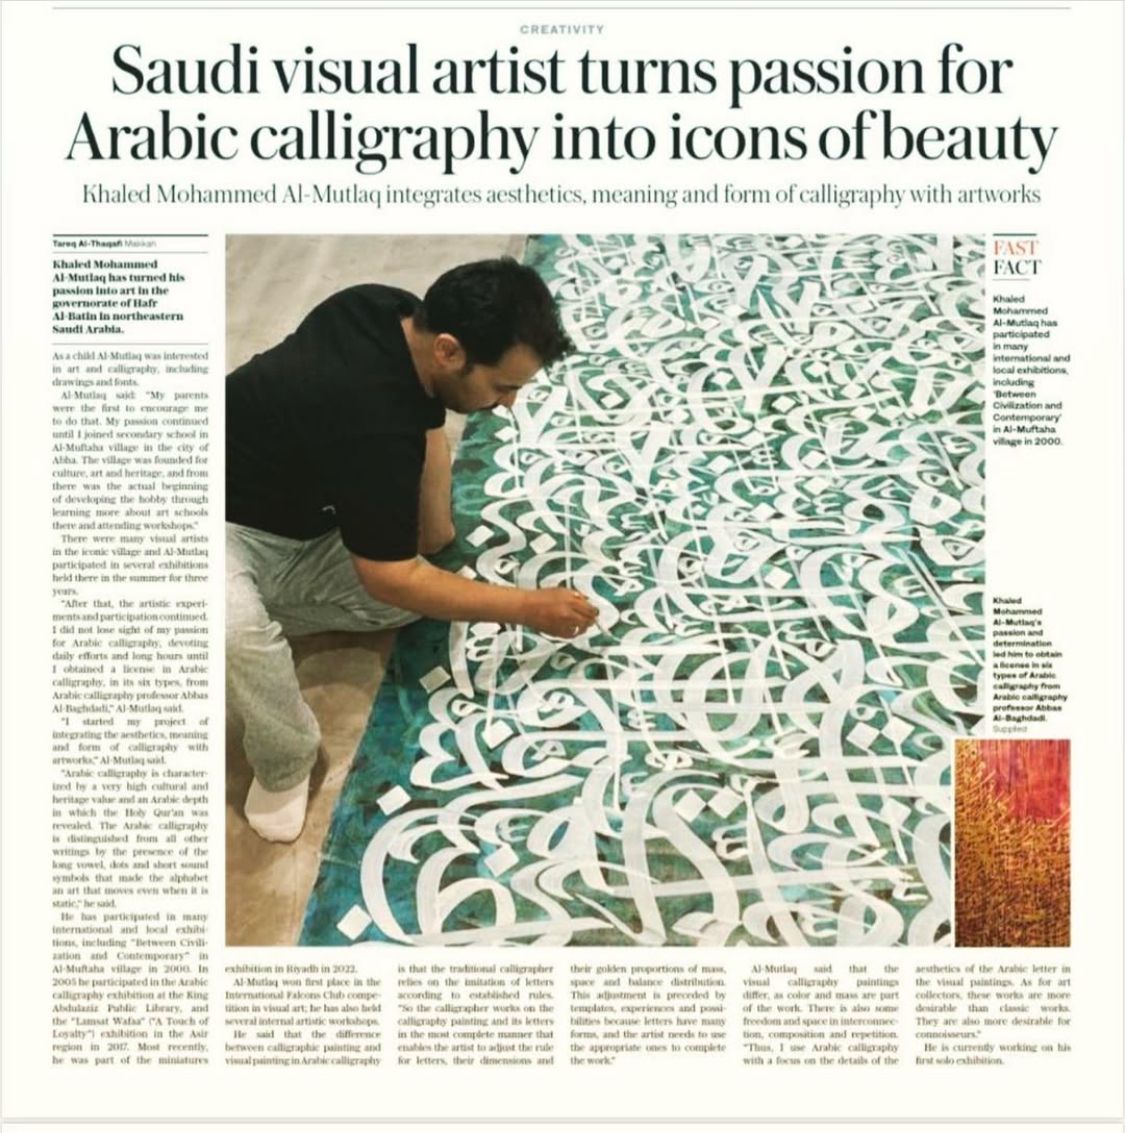 CREATIVITY
Saudi visual artist turns passion for
Arabic calligraphy into icons of beauty
Khaled Mohammed Al-Mutlaq integrates aesthetics, meaning and form of calligraphy with artworks
Tareq Al-Thaqafi Makkah
Khaled Mohammed
Al-Mutlaq has turned his
passion into art in the
governorate of Hafr
Al-Batin in northeastern
Saudi Arabia.
As a child Al-Mutlaq was interested
in art and calligraphy, including
drawings and fonts.
Al-Mutlaq said: "My parents
were the first to encourage me
to do that. My passion continued
until I joined secondary school in
Al-Muftaha village in the city of
Abha. The village was founded for
culture, art and heritage, and from
there was the actual beginning
of developing the hobby through
learning more about art schools
there and attending workshops."
There were many visual artists
in the iconic village and Al-Mutlaq
participated in several exhibitions
held there in the summer for three
years.
"After that, the artistic experi-
ments and participation continued.
I did not lose sight of my passion
for Arabic calligraphy, devoting
daily efforts and long hours until
I obtained a license in Arabic
calligraphy, in its six types, from
Arabic calligraphy professor Abbas
Al-Baghdadi," Al-Mutlaq said.
"I started my project of
integrating the aesthetics, meaning
and form of calligraphy with
artworks," Al-Mutlaq said.
"Arabic calligraphy is character-
ized by a very high cultural and
heritage value and an Arabic depth
in which the Holy Qur'an was
revealed. The Arabic calligraphy
is distinguished from all other
writings by the presence of the
long vowel, dots and short sound
symbols that made the alphabet
an art that moves even when it is
static," he said.
He has participated in many
international and local exhibi-
tions, including "Between Civili-
zation and Contemporary" in
Al-Muftaha village in 2000. In
2005 he participated in the Arabic
calligraphy exhibition at the King
Abdulaziz Public Library, and
the "Lamsat Wafaa" ("A Touch of
Loyalty") exhibition in the Asir
region in 2017. Most recently,
he was part of the miniatures
exhibition in Riyadh in 2022.
Al-Mutlaq won first place in the
International Falcons Club compe-
tition in visual art; he has also held
several internal artistic workshops.
He said that the difference
between calligraphic painting and
visual painting in Arabic calligraphy
is that the traditional calligrapher
relies on the imitation of letters
according to established rules.
"So the calligrapher works on the
calligraphy painting and its letters
in the most complete manner that
enables the artist to adjust the rule
for letters, their dimensions and
their golden proportions of mass,
space and balance distribution.
This adjustment is preceded by
templates, experiences and possi-
bilities because letters have many
forms, and the artist needs to use
the appropriate ones to complete
the work."
Al-Mutlaq said that the
visual calligraphy paintings
differ, as color and mass are part
of the work. There is also some
freedom and space in interconnec-
tion, composition and repetition.
"Thus, I use Arabic calligraphy
with a focus on the details of the
aesthetics of the Arabic letter in
the visual paintings. As for art
collectors, these works are more
desirable than classic works.
They are also more desirable for
connoisseurs."
He is currently working on his
first solo exhibition.
FAST
FACT
Khaled
Mohammed
Al-Mutlaq has
participated
in many
international and
local exhibitions,
including
'Between
Civilization and
Contemporary'
in Al-Muftaha
village in 2000.
Khaled
Mohammed
Al-Mutlaq's
passion and
determination
led him to obtain
a license in six
types of Arabic
calligraphy from
Arabic calligraphy
professor Abbas
Al-Baghdadi.
Supplied